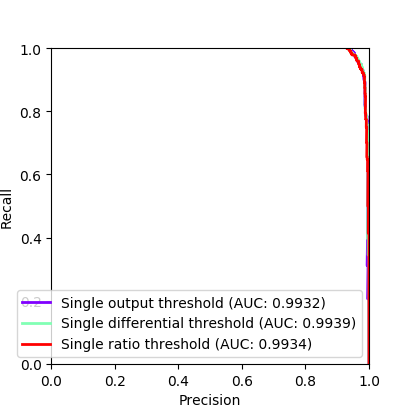 1.0
0.8
0.6
0.4
0.2
0.0
Recall
Single output threshold (AUC: 0.9932)
Single differential threshold (AUC: 0.9939)
Single ratio threshold (AUC: 0.9934)
0.0 0.2 0.4 0.6 0.8 1.0
Precision